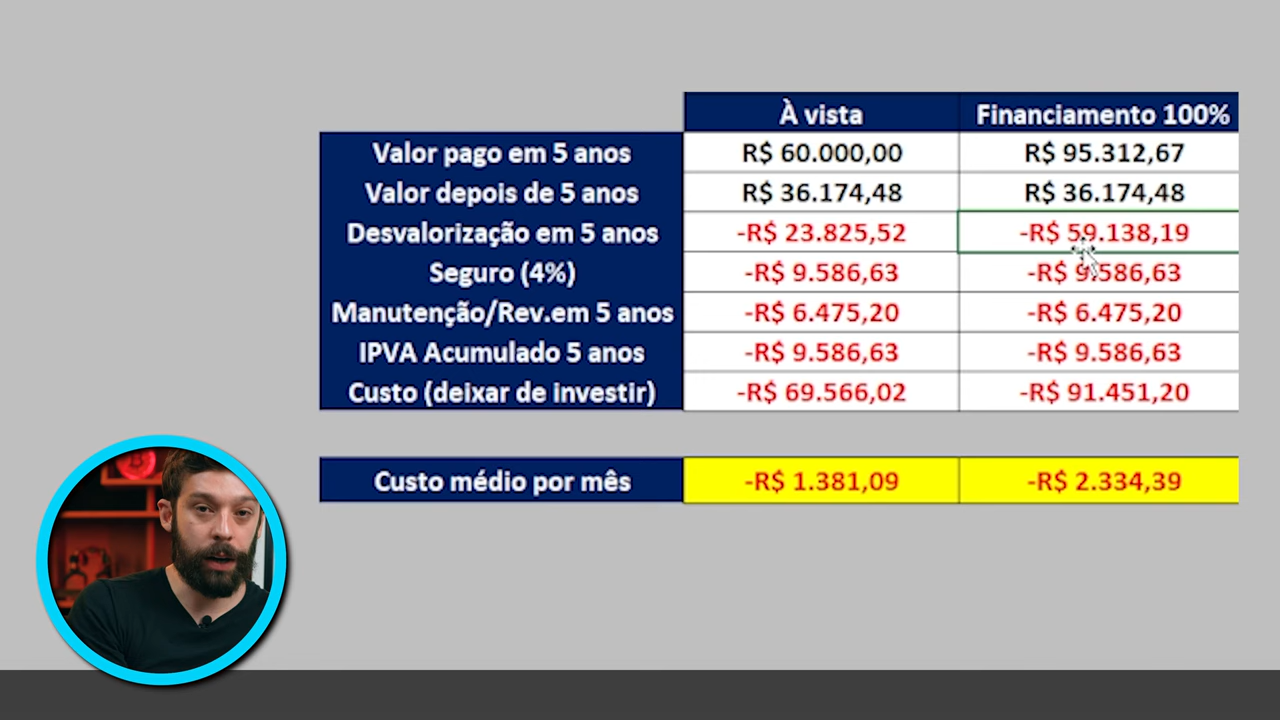 À vista Financiamento 100%
Valor pago em 5 anos R$ 60.000,00 R$ 95.312,67
Valor depois de 5 anos R$ 36.174,48 R$ 36.174,48
Desvalorização em 5 anos -R$ 23.825,52 -R$ 59.138,19
Seguro (4%) -R$ 9.586,63 -R$ 9.586,63
Manutenção/Rev.em 5 anos -R$ 6.475,20 -R$ 6.475,20
IPVA Acumulado 5 anos -R$ 9.586,63 -R$ 9.586,63
Custo (deixar de investir) -R$ 69.566,02 -R$ 91.451,20
Custo médio por mês -R$ 1.381,09 -R$ 2.334,39